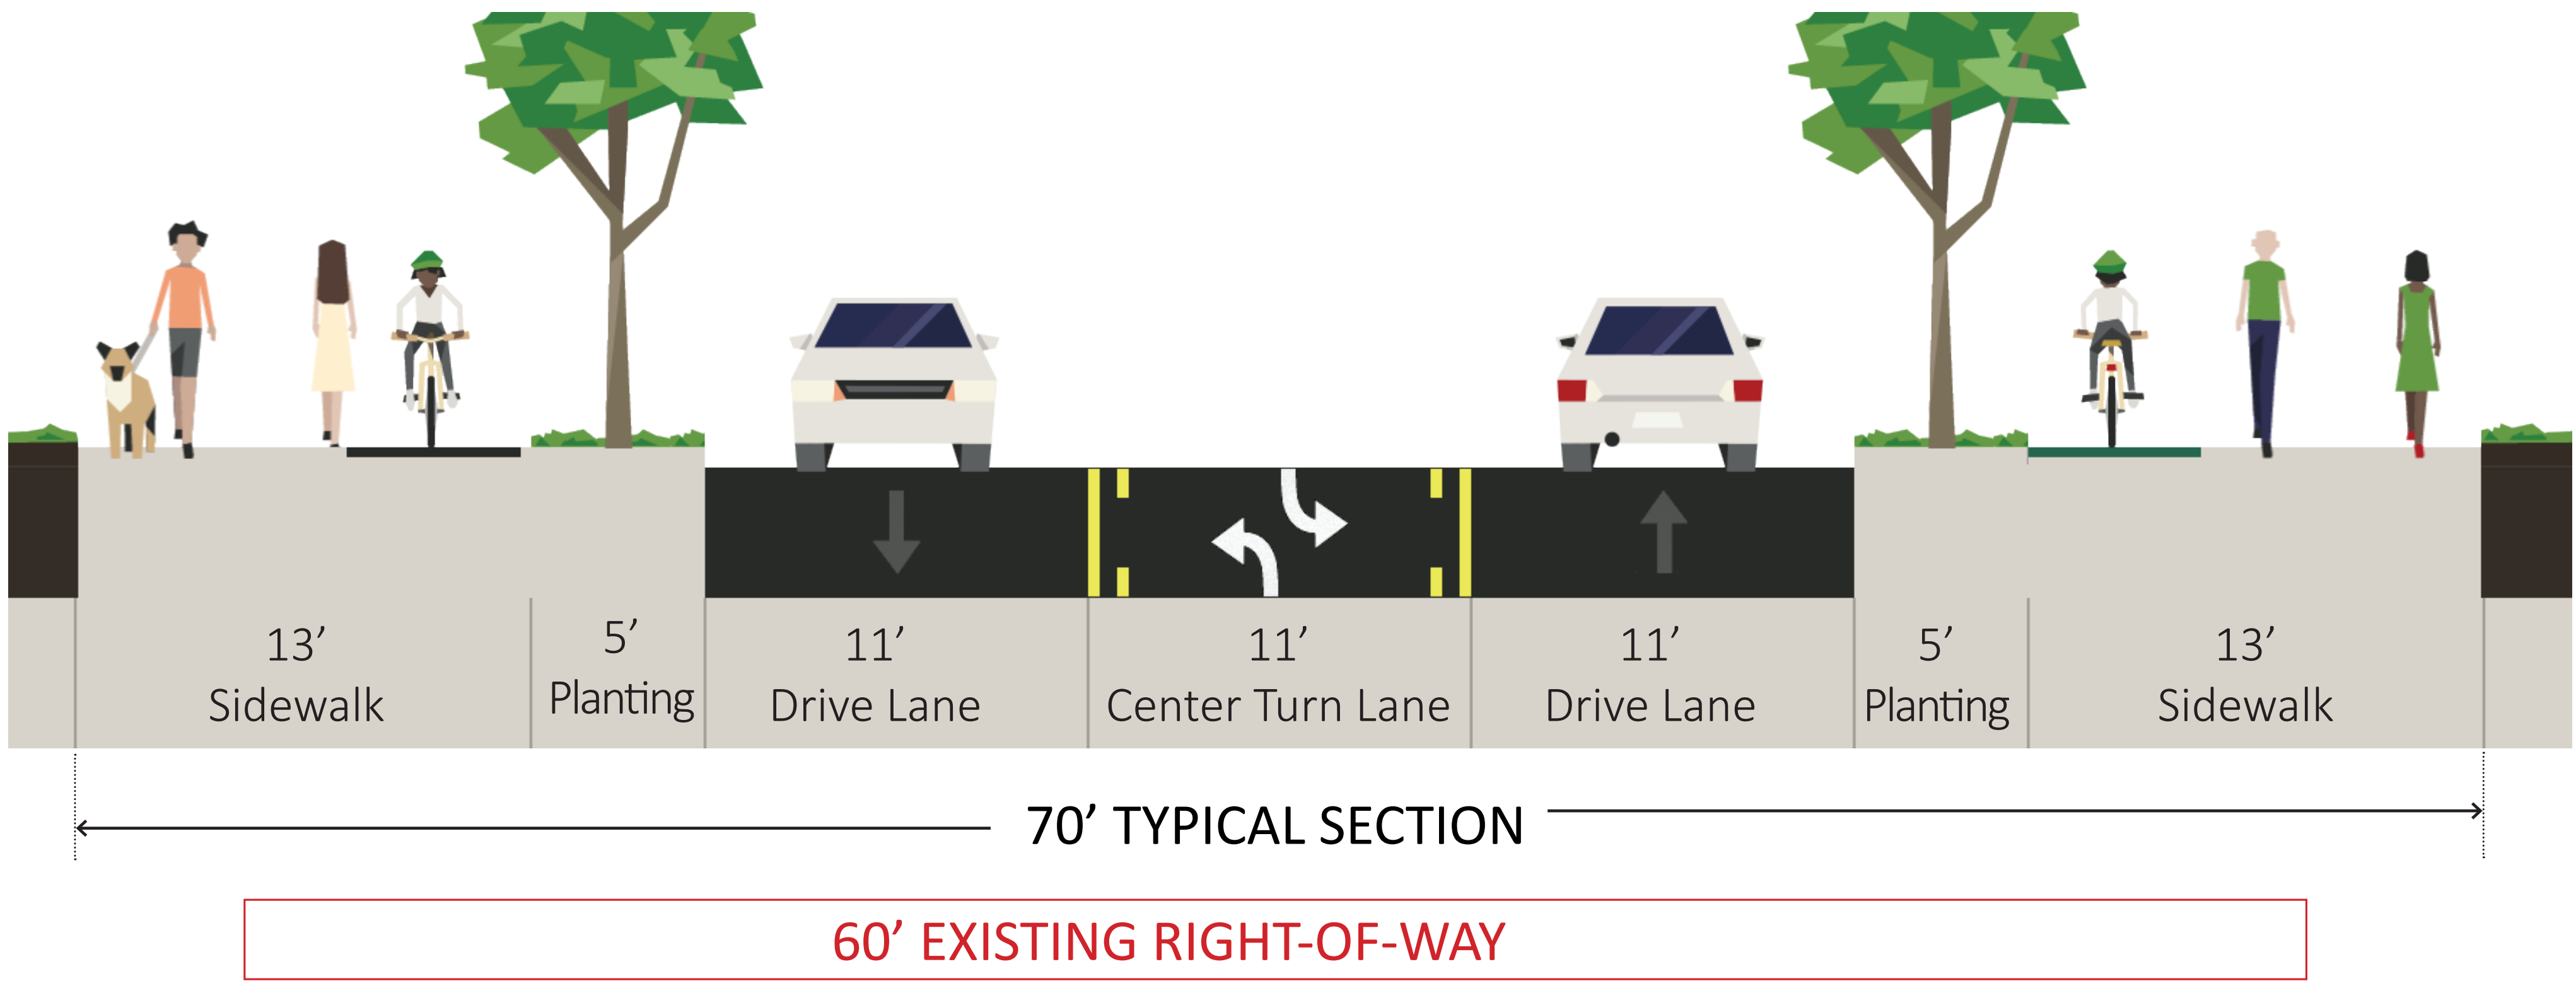 13’
Sidewalk
5’
Planting
11’
Drive Lane
11’
Center Turn Lane
11’
Drive Lane
5’
Planting
13’
Sidewalk
70’ TYPICAL SECTION
60’ EXISTING RIGHT-OF-WAY